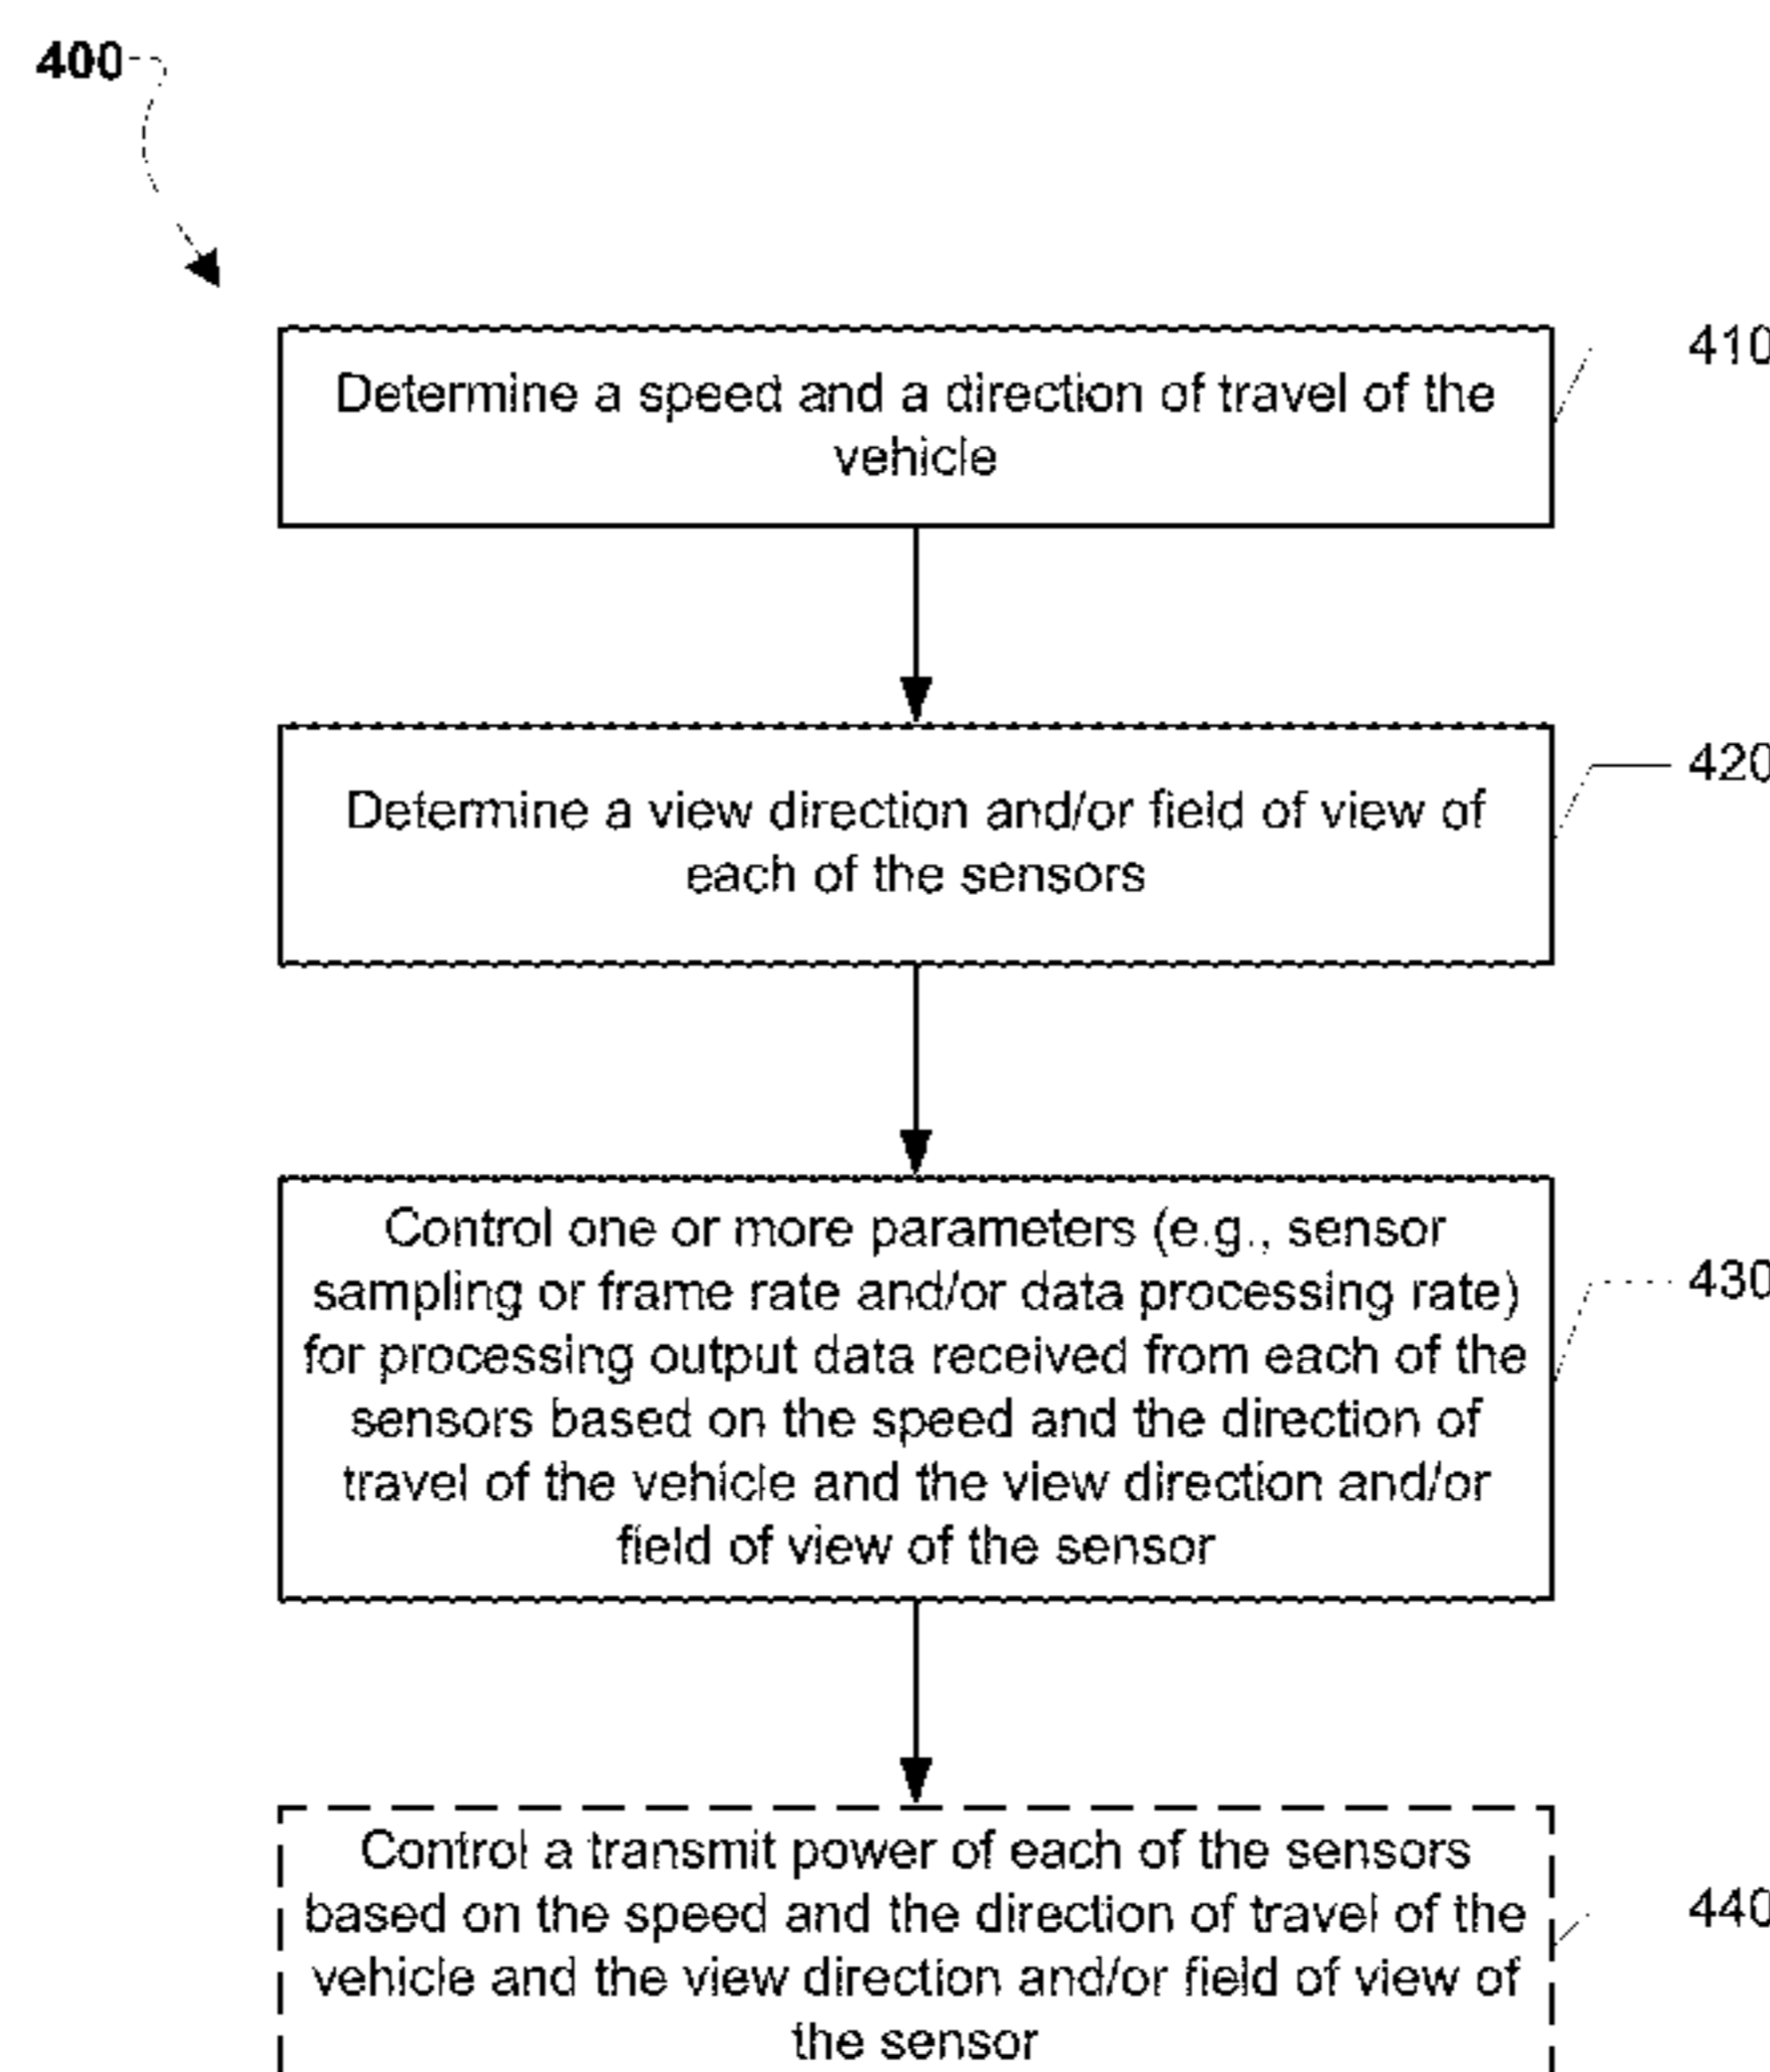 400
410
Determine a speed and a direction of travel of the
vehicle
420
Determine a view direction and/or field of view of
each of the sensors
Control one or more parameters (e.g., sensor
sampling or frame rate and/or data processing rate)
430
for processing output data received from each of the
sensors based on the speed and the direction of
travel of the vehicle and the view direction and/or
field of view of the sensor
Control a transmit power of each of the sensors
440
based on the speed and the direction of travel of the
vehicle and the view direction and/or field of view of
the sensor